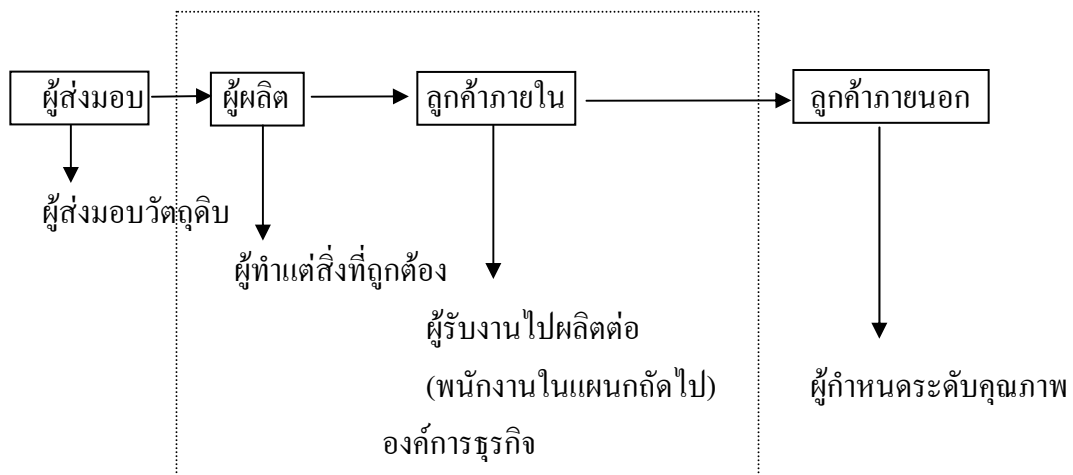 ผู้ส่งมอบ
ผู้ผลิต
ลูกค้าภายใน
ลูกค้าภายนอก
ผู้ส่งมอบวัตถุดิบ
ผู้ทำแต่สิ่งที่ถูกต้อง
ผู้รับงานไปผลิตต่อ
(พนักงานในแผนกถัดไป)
ผู้กำหนดระดับคุณภาพ
องค์การธุรกิจ